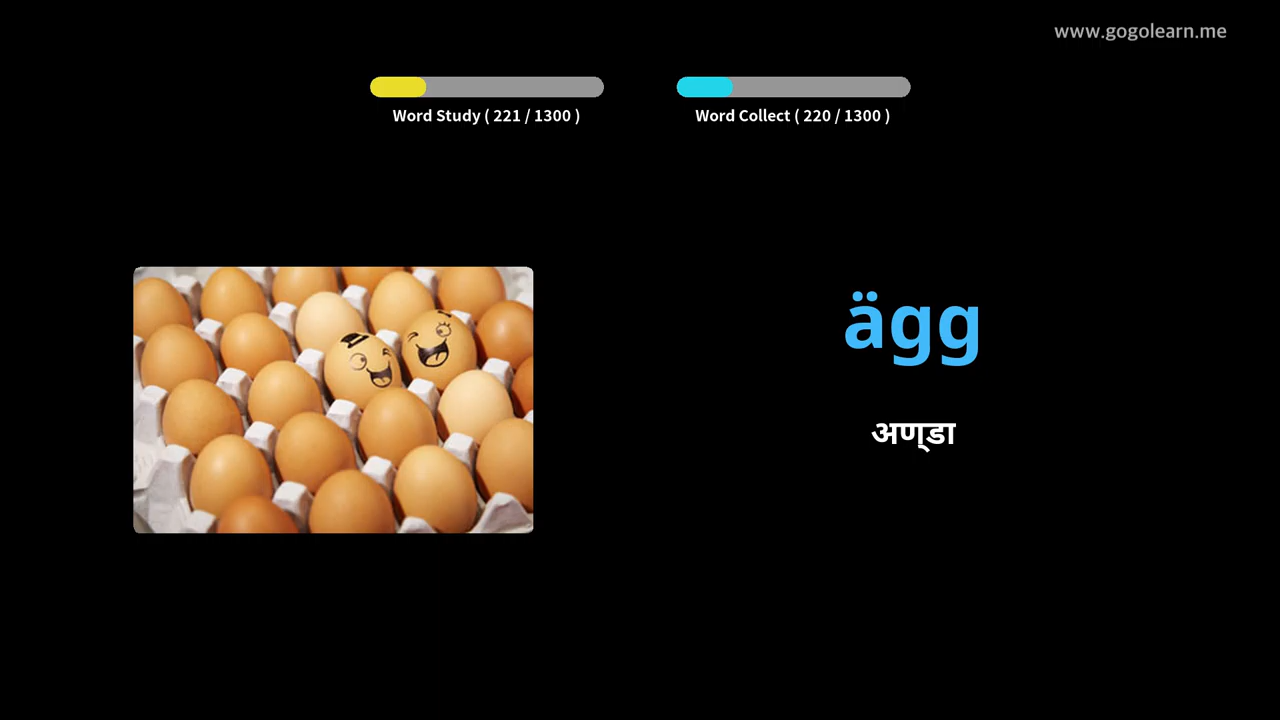 www.gogolearn.me
Word Study ( 221 / 1300 )
Word Collect ( 220 / 1300 )
ägg
अण्डा